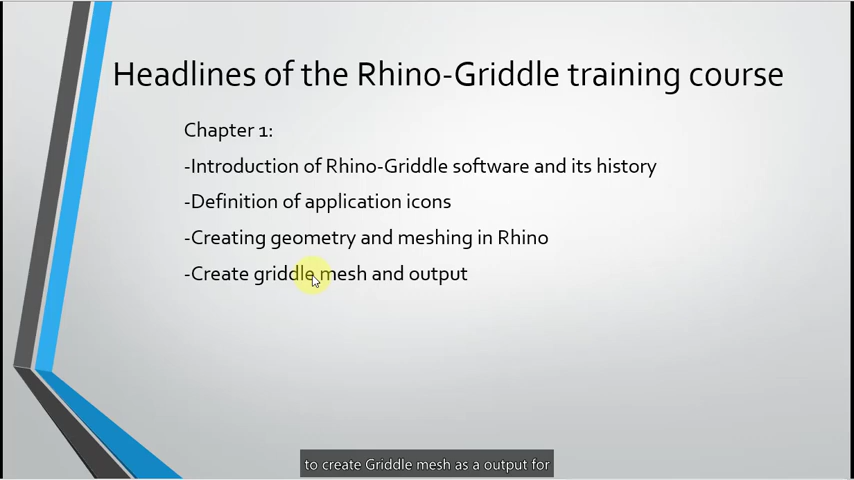 Headlines of the Rhino-Griddle training course
Chapter 1:
-Introduction of Rhino-Griddle software and its history
-Definition of application icons
-Creating geometry and meshing in Rhino
-Create griddle mesh and output
to create Griddle mesh as a output for